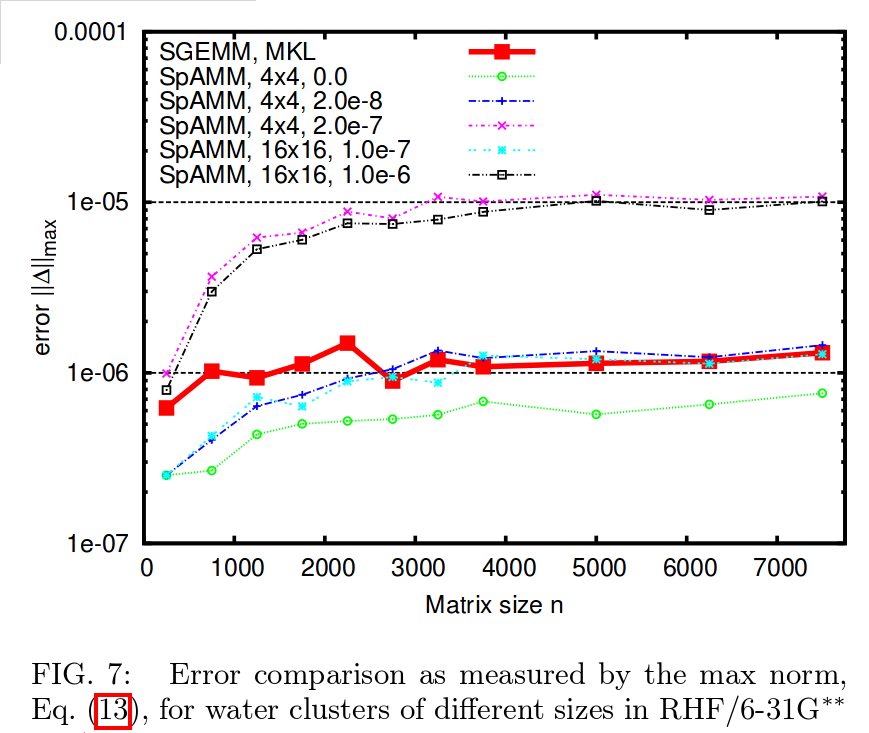 0.0001
SGEMM, MKL
SpAMM, 4x4, 0.0
SpAMM, 4x4, 2.0e-8
SpAMM, 4x4, 2.0e-7
SpAMM, 16x16, 1.0e-7
SpAMM, 16x16, 1.0e-6
1e-05
error ||Δ||max
1e-06
1e-07
0 1000 2000 3000 4000 5000 6000 7000
Matrix size n
FIG. 7: Error comparison as measured by the max norm,
Eq. (13), for water clusters of different sizes in RHF/6-31G**